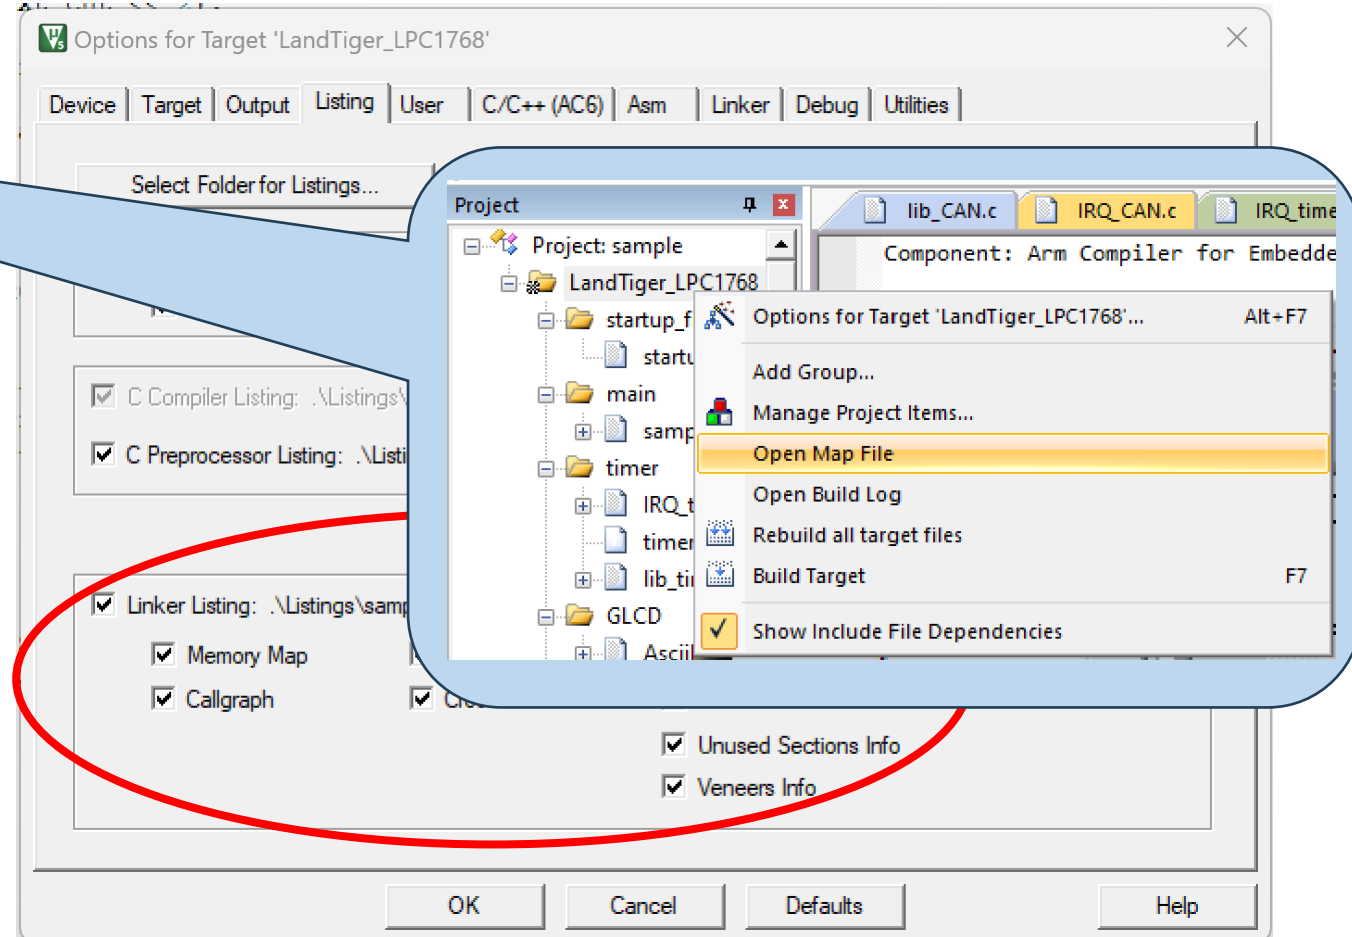 Options for Target 'LandTiger_LPC1768'
Device Target Output Listing User C/C++ (AC6) Asm Linker Debug Utilities
Select Folder for Listings...
C Compiler Listing: .\Listings\
C Preprocessor Listing:
Linker Listing: .\Listings\
Memory Map
Callgraph
Unused Sections Info
Veneers Info
OK Cancel Defaults Help
Project
lib_CAN.c IRQ_CAN.c
Project: sample
Component: Arm Compiler for
LandTiger_LPC1768
main
timer
GLCD
Options for Target 'LandTiger_LPC1768'... Alt+F7
Add Group...
Manage Project Items...
Open Map File
Open Build Log
Rebuild all target files
Build Target F7
Show Include File Dependencies